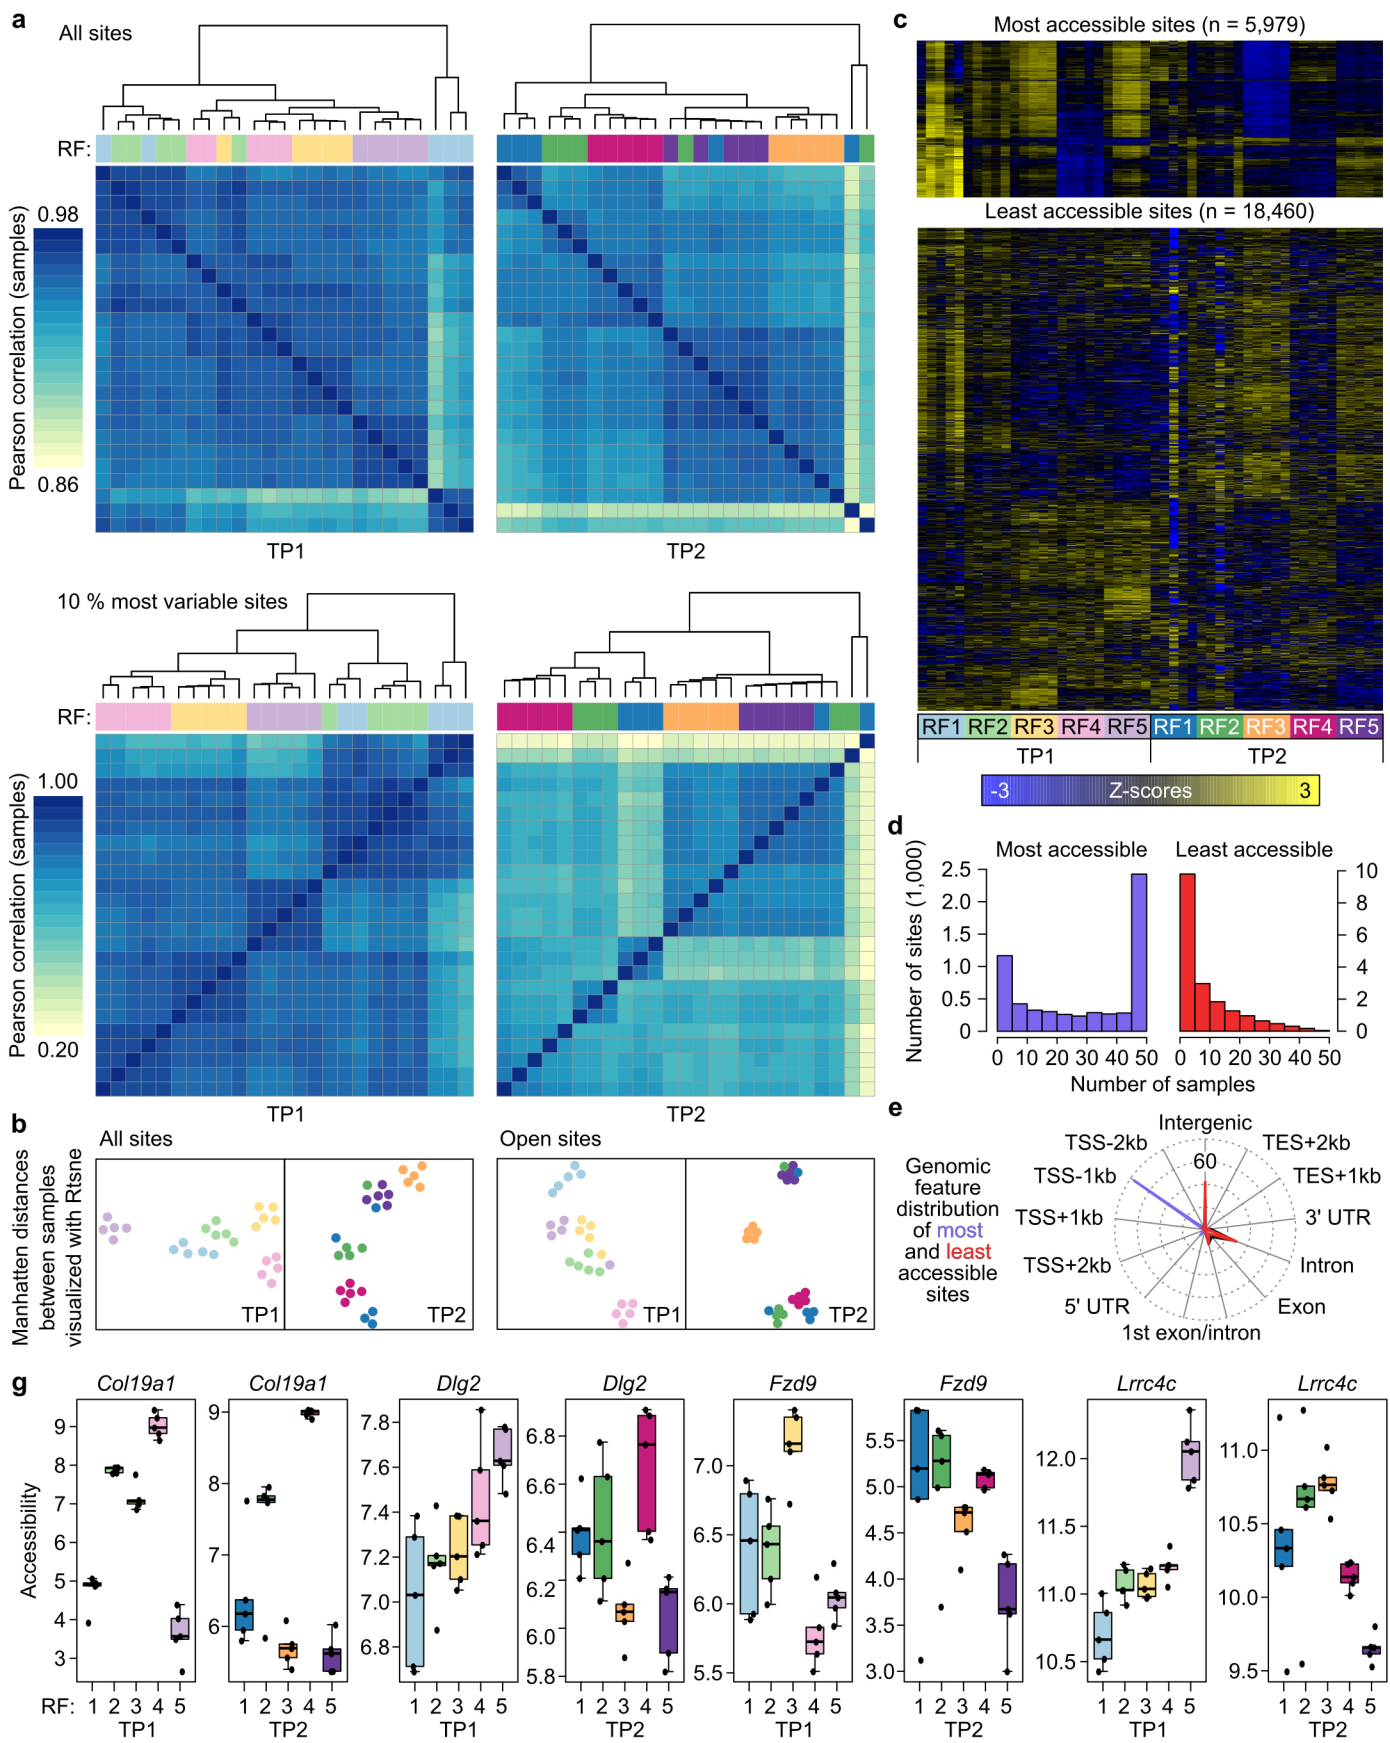 a
All sites
RF:
Pearson correlation (samples)
0.98
0.86
TP1
TP2
10 % most variable sites
RF:
Pearson correlation (samples)
1.00
0.20
TP1
TP2
b
All sites
Open sites
Manhatten distances
between samples
visualized with Rtsne
TP1
TP2
TP1
TP2
c
Most accessible sites (n = 5,979)
Least accessible sites (n = 18,460)
RF1 RF2 RF3 RF4 RF5 RF1 RF2 RF3 RF4 RF5
TP1
TP2
-3 Z-scores 3
d
Most accessible
Least accessible
Number of sites (1,000)
2.5
2.0
1.5
1.0
0.5
0
10
8
6
4
2
0
0 10 20 30 40 50
0 10 20 30 40 50
Number of samples
e
Genomic
feature
distribution
of most
and least
accessible
sites
Intergenic
60
TSS-2kb
TES+2kb
TSS-1kb
TES+1kb
TSS+1kb
3' UTR
TSS+2kb
Intron
5' UTR
Exon
1st exon/intron
g
Accessibility
Col19a1
9
8
7
6
5
4
3
RF: 1 2 3 4 5
TP1
Col19a1
9
8
7
6
1 2 3 4 5
TP2
Dlg2
7.8
7.6
7.4
7.2
7.0
6.8
1 2 3 4 5
TP1
Dlg2
6.8
6.6
6.4
6.2
6.0
5.8
1 2 3 4 5
TP2
Fzd9
7.0
6.5
6.0
5.5
1 2 3 4 5
TP1
Fzd9
5.5
5.0
4.5
4.0
3.5
3.0
1 2 3 4 5
TP2
Lrrc4c
12.0
11.5
11.0
10.5
1 2 3 4 5
TP1
Lrrc4c
11.0
10.5
10.0
9.5
1 2 3 4 5
TP2